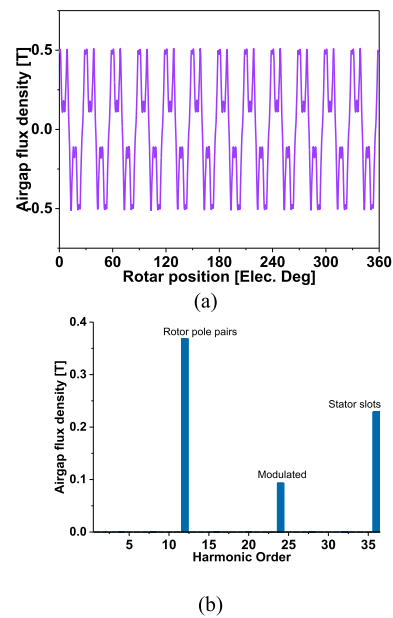 Airgap flux density [T]
-0.5
0.0
-0.5
0 60 120 180 240 300 360
Rotar position [Elec. Deg]
(a)
Airgap flux density [T]
0.4
0.3
0.2
0.1
0.0
Rotor pole pairs
Stator slots
Modulated
5 10 15 20 25 30 35
Harmonic Order
(b)